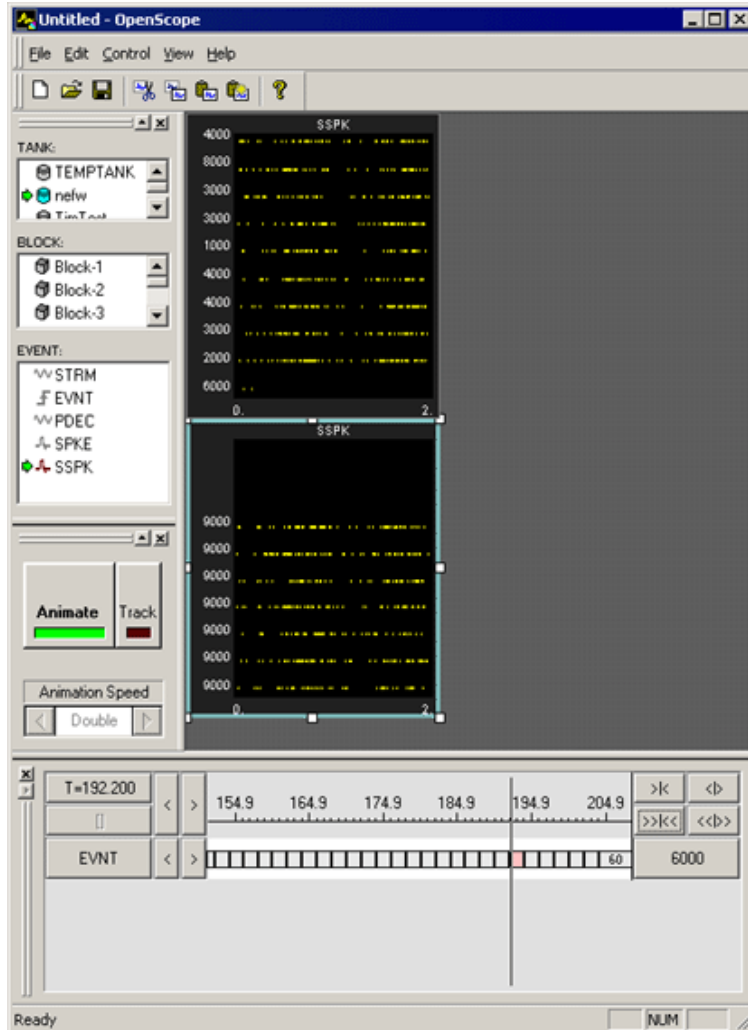 Untitled - OpenScope
File Edit Control View Help
TANK:
TEMPTANK
nefw
TimTest
BLOCK:
Block-1
Block-2
Block-3
EVENT:
STRM
EVNT
PDEC
SPKE
SSPK
Animate Track
Animation Speed
Double
SSPK
4000
8000
3000
3000
1000
4000
4000
3000
2000
6000
0. 2.
SSPK
9000
9000
9000
9000
9000
9000
9000
0. 2.
T=192.200 < > 154.9 164.9 174.9 184.9 194.9 204.9 >|< <|>
[] >>|<< <<|>>
EVNT < > 60 6000
Ready NUM